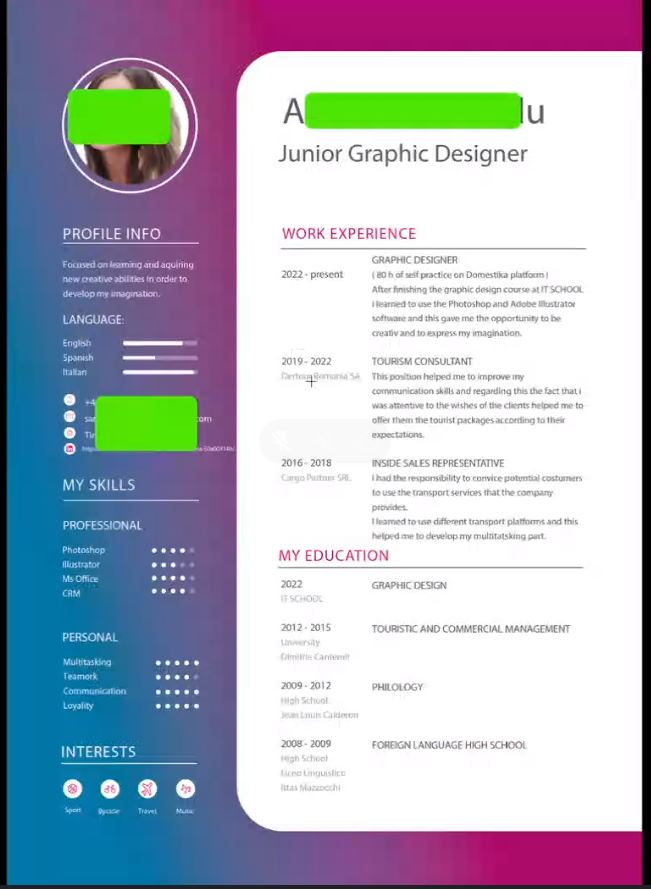 A
lu
Junior Graphic Designer
PROFILE INFO
Focused on learning and aquiring
new creative abilities in order to
develop my imagination.
LANGUAGE:
English
Spanish
Italian
+4
com
MY SKILLS
PROFESSIONAL
Photoshop
Illustrator
Ms Office
CRM
PERSONAL
Multitasking
Teamork
Communication
Loyality
INTERESTS
Sport
Bycicle
Travel
Music
WORK EXPERIENCE
GRAPHIC DESIGNER
2022 - present
( 80 h of self practice on Domestika platform )
After finishing the graphic design course at IT SCHOOL
i learned to use the Photoshop and Adobe Illustrator
software and this gave me the opportunity to be
creativ and to express my imagination.
2019 - 2022
TOURISM CONSULTANT
Dertour Romania SA
This position helped me to improve my
communication skills and regarding this the fact that i
was attentive to the wishes of the clients helped me to
offer them the tourist packages according to their
expectations.
2016 - 2018
INSIDE SALES REPRESENTATIVE
Cargo Partner SRL
I had the responsibility to convice potential costumers
to use the transport services that the company
provides.
I learned to use different transport platforms and this
helped me to develop my multitatsking part.
MY EDUCATION
2022
GRAPHIC DESIGN
IT SCHOOL
2012 - 2015
TOURISTIC AND COMMERCIAL MANAGEMENT
University
Dimitrie Cantemir
2009 - 2012
PHILOLOGY
High School
Jean Louis Calderon
2008 - 2009
FOREIGN LANGUAGE HIGH SCHOOL
High School
Liceo Linguistico
Ilias Mazzocchi